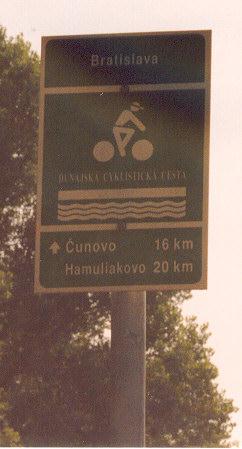 Bratislava
DUNAJSKÁ CYKLISTICKÁ CESTA
Čunovo 16 km
Hamuliakovo 20 km